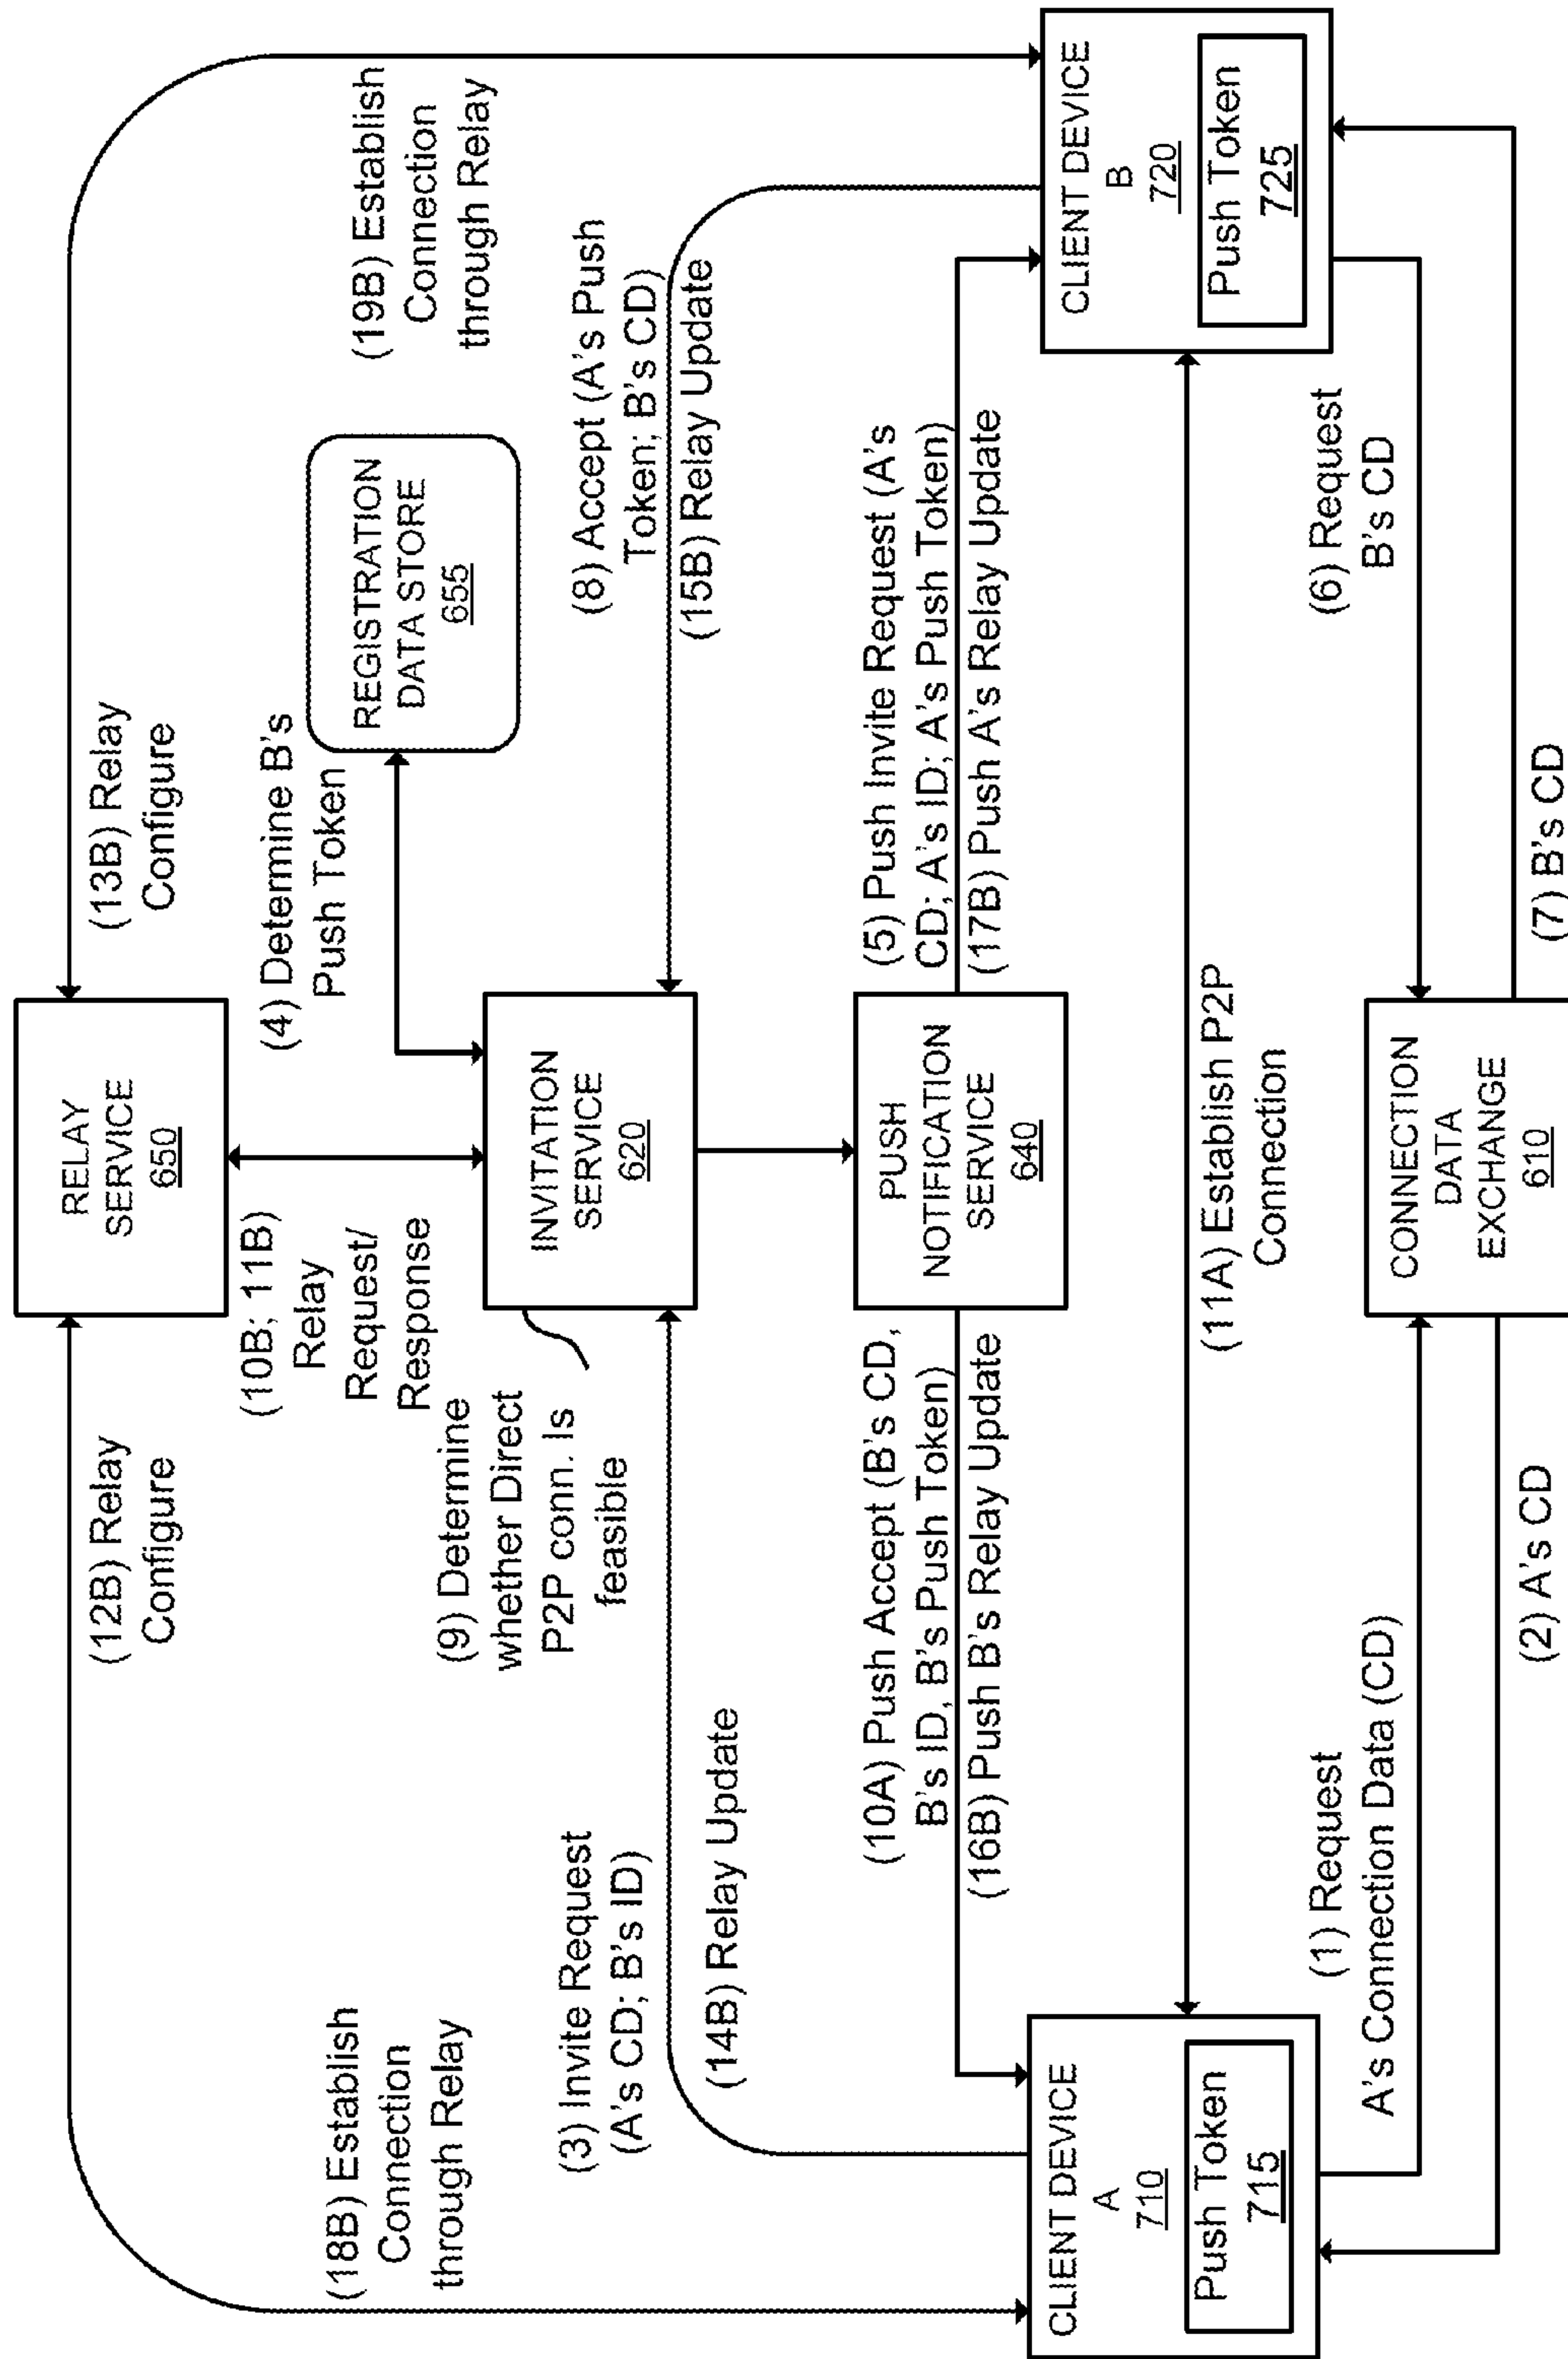 (18B) Establish
Connection
through Relay
(12B) Relay
Configure
RELAY
SERVICE
650
(13B) Relay
Configure
(19B) Establish
Connection
through Relay
(10B; 11B)
Relay
Request/
Response
(4) Determine B's
Push Token
REGISTRATION
DATA STORE
655
(9) Determine
whether Direct
P2P conn. Is
feasible
INVITATION
SERVICE
620
(3) Invite Request
(A's CD; B's ID)
(14B) Relay Update
(8) Accept (A's Push
Token; B's CD)
(15B) Relay Update
(10A) Push Accept (B's CD,
B's ID, B's Push Token)
(16B) Push B's Relay Update
PUSH
NOTIFICATION
SERVICE
640
(5) Push Invite Request (A's
CD; A's ID; A's Push Token)
(17B) Push A's Relay Update
CLIENT DEVICE
A
710
Push Token
715
(11A) Establish P2P
Connection
CLIENT DEVICE
B
720
Push Token
725
(1) Request
A's Connection Data (CD)
(2) A's CD
CONNECTION
DATA
EXCHANGE
610
(6) Request
B's CD
(7) B's CD